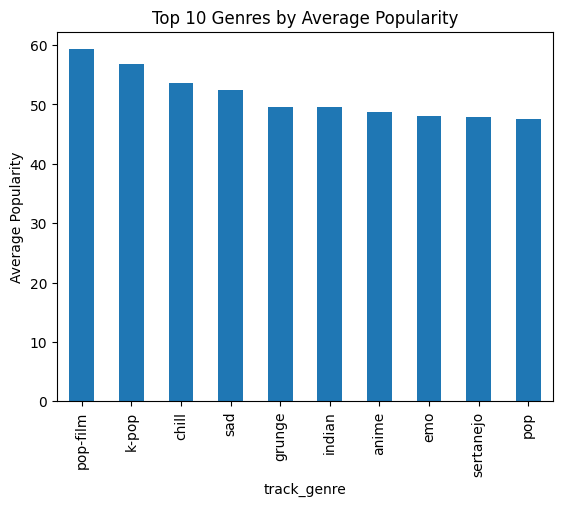 Top 10 Genres by Average Popularity
Average Popularity
60
50
40
30
20
10
0
pop-film
k-pop
chill
sad
grunge
indian
anime
emo
sertanejo
pop
track_genre